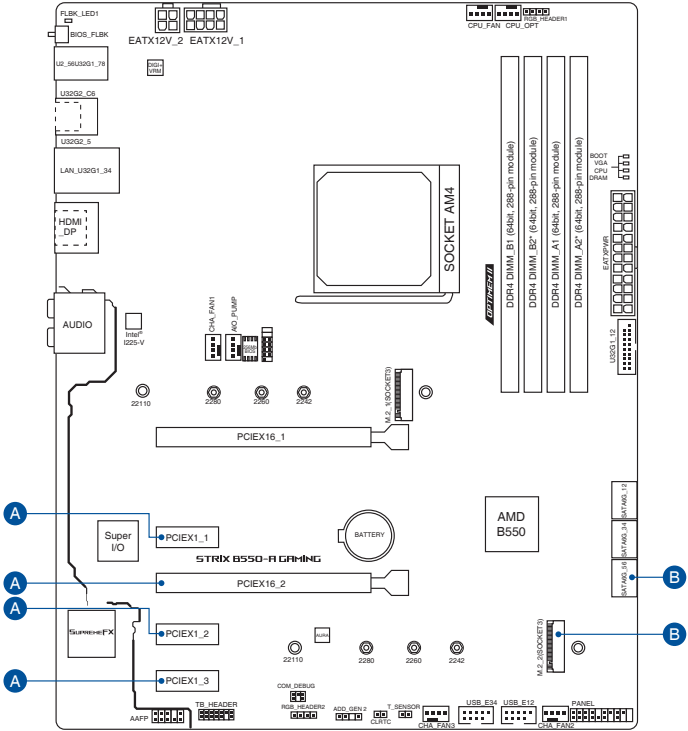 FLBK_LED1
BIOS_FLBK
EATX12V_2
EATX12V_1
CPU_FAN
CPU_OPT
RGB_HEADER1
U2_56U32G1_78
DIGI+
VRM
U32G2_C6
U32G2_5
LAN_U32G1_34
HDMI
_DP
AUDIO
Intel®
I225-V
SOCKET AM4
OPTIMEM II
DDR4 DIMM_B1 (64bit, 288-pin module)
DDR4 DIMM_B2* (64bit, 288-pin module)
DDR4 DIMM_A1 (64bit, 288-pin module)
DDR4 DIMM_A2* (64bit, 288-pin module)
BOOT
VGA
CPU
DRAM
EATXPWR
U32G1_12
CHA_FAN1
AIO_PUMP
BIOS
M.2_1(SOCKET3)
22110
2280
2260
2242
PCIEX16_1
A
PCIEX1_1
Super
I/O
BATTERY
AMD
B550
SATA6G_12
SATA6G_34
SATA6G_56
B
STRIX B550-A GAMING
A
PCIEX16_2
A
PCIEX1_2
SUPREMEFX
AURA
22110
2280
2260
2242
M.2_2(SOCKET3)
B
A
PCIEX1_3
AAFP
TB_HEADER
COM_DEBUG
RGB_HEADER2
ADD_GEN 2
CLRTC
T_SENSOR
CHA_FAN3
USB_E34
USB_E12
CHA_FAN2
PANEL